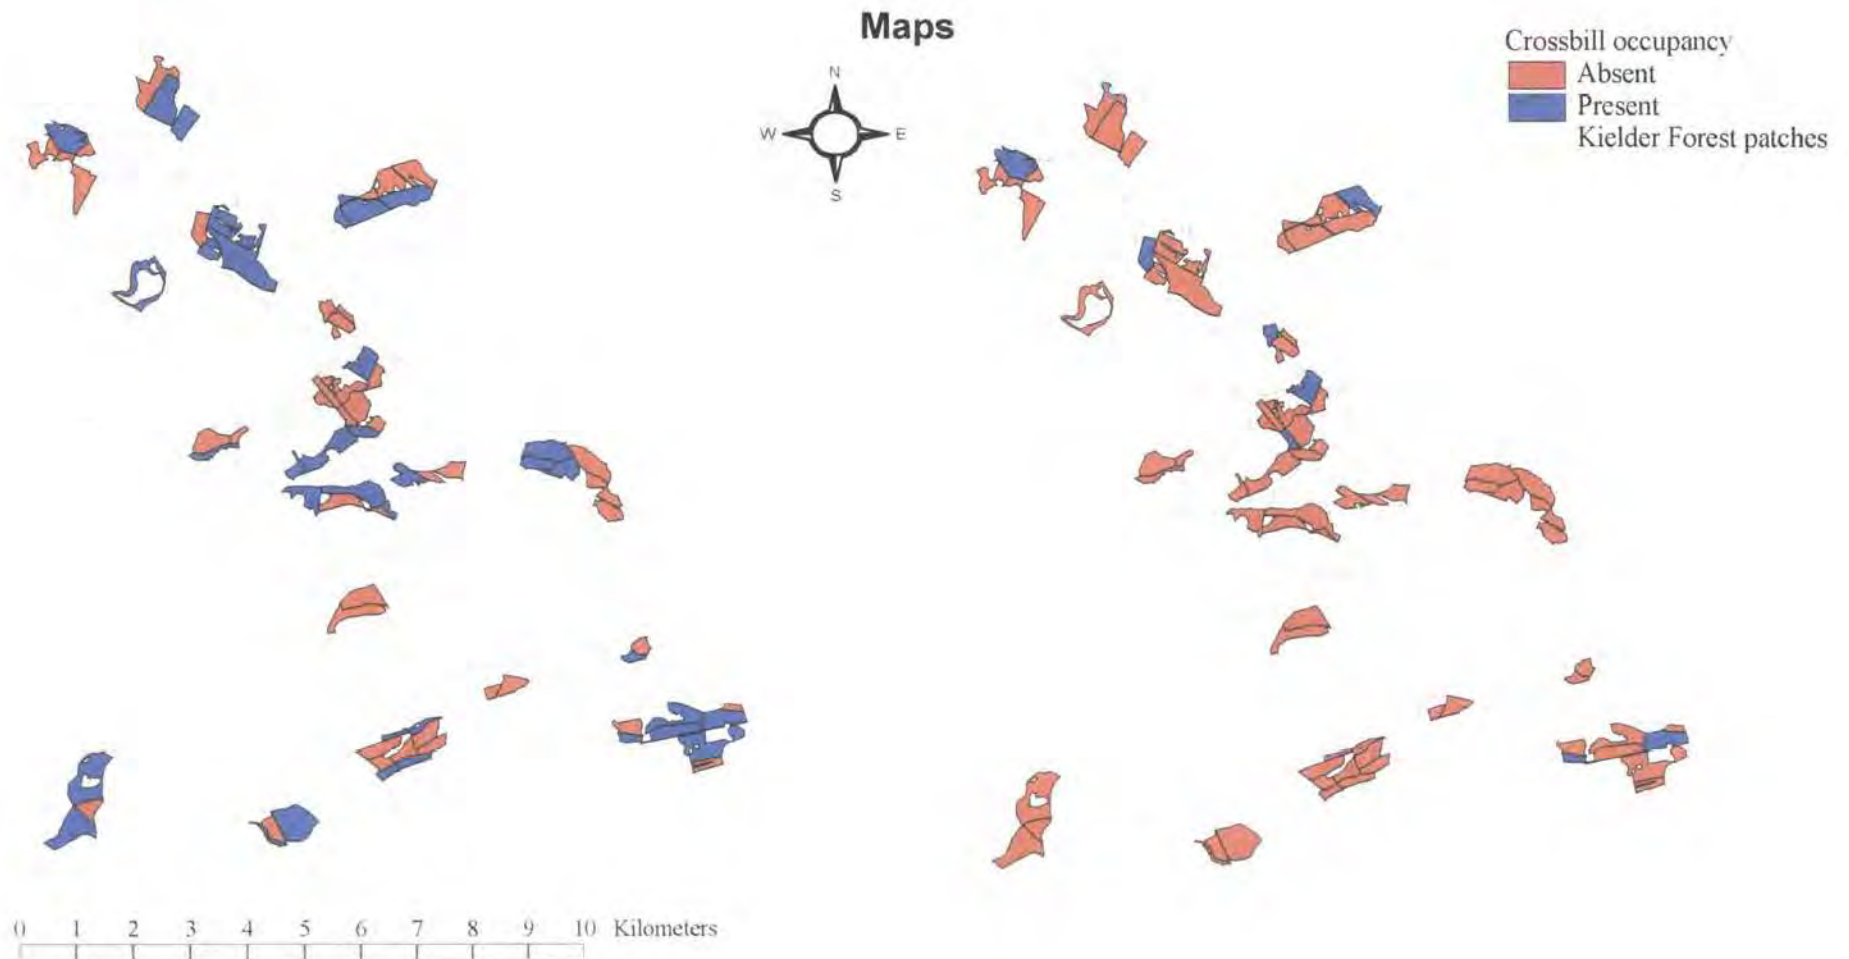 Maps
N
W E
S
Crossbill occupancy
Absent
Present
Kielder Forest patches
0 1 2 3 4 5 6 7 8 9 10 Kilometers